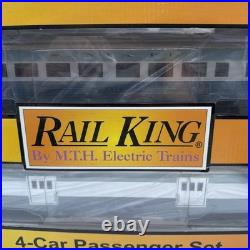 RAIL KING®
By M.T.H. Electric Trains
4-Car Passenger Set